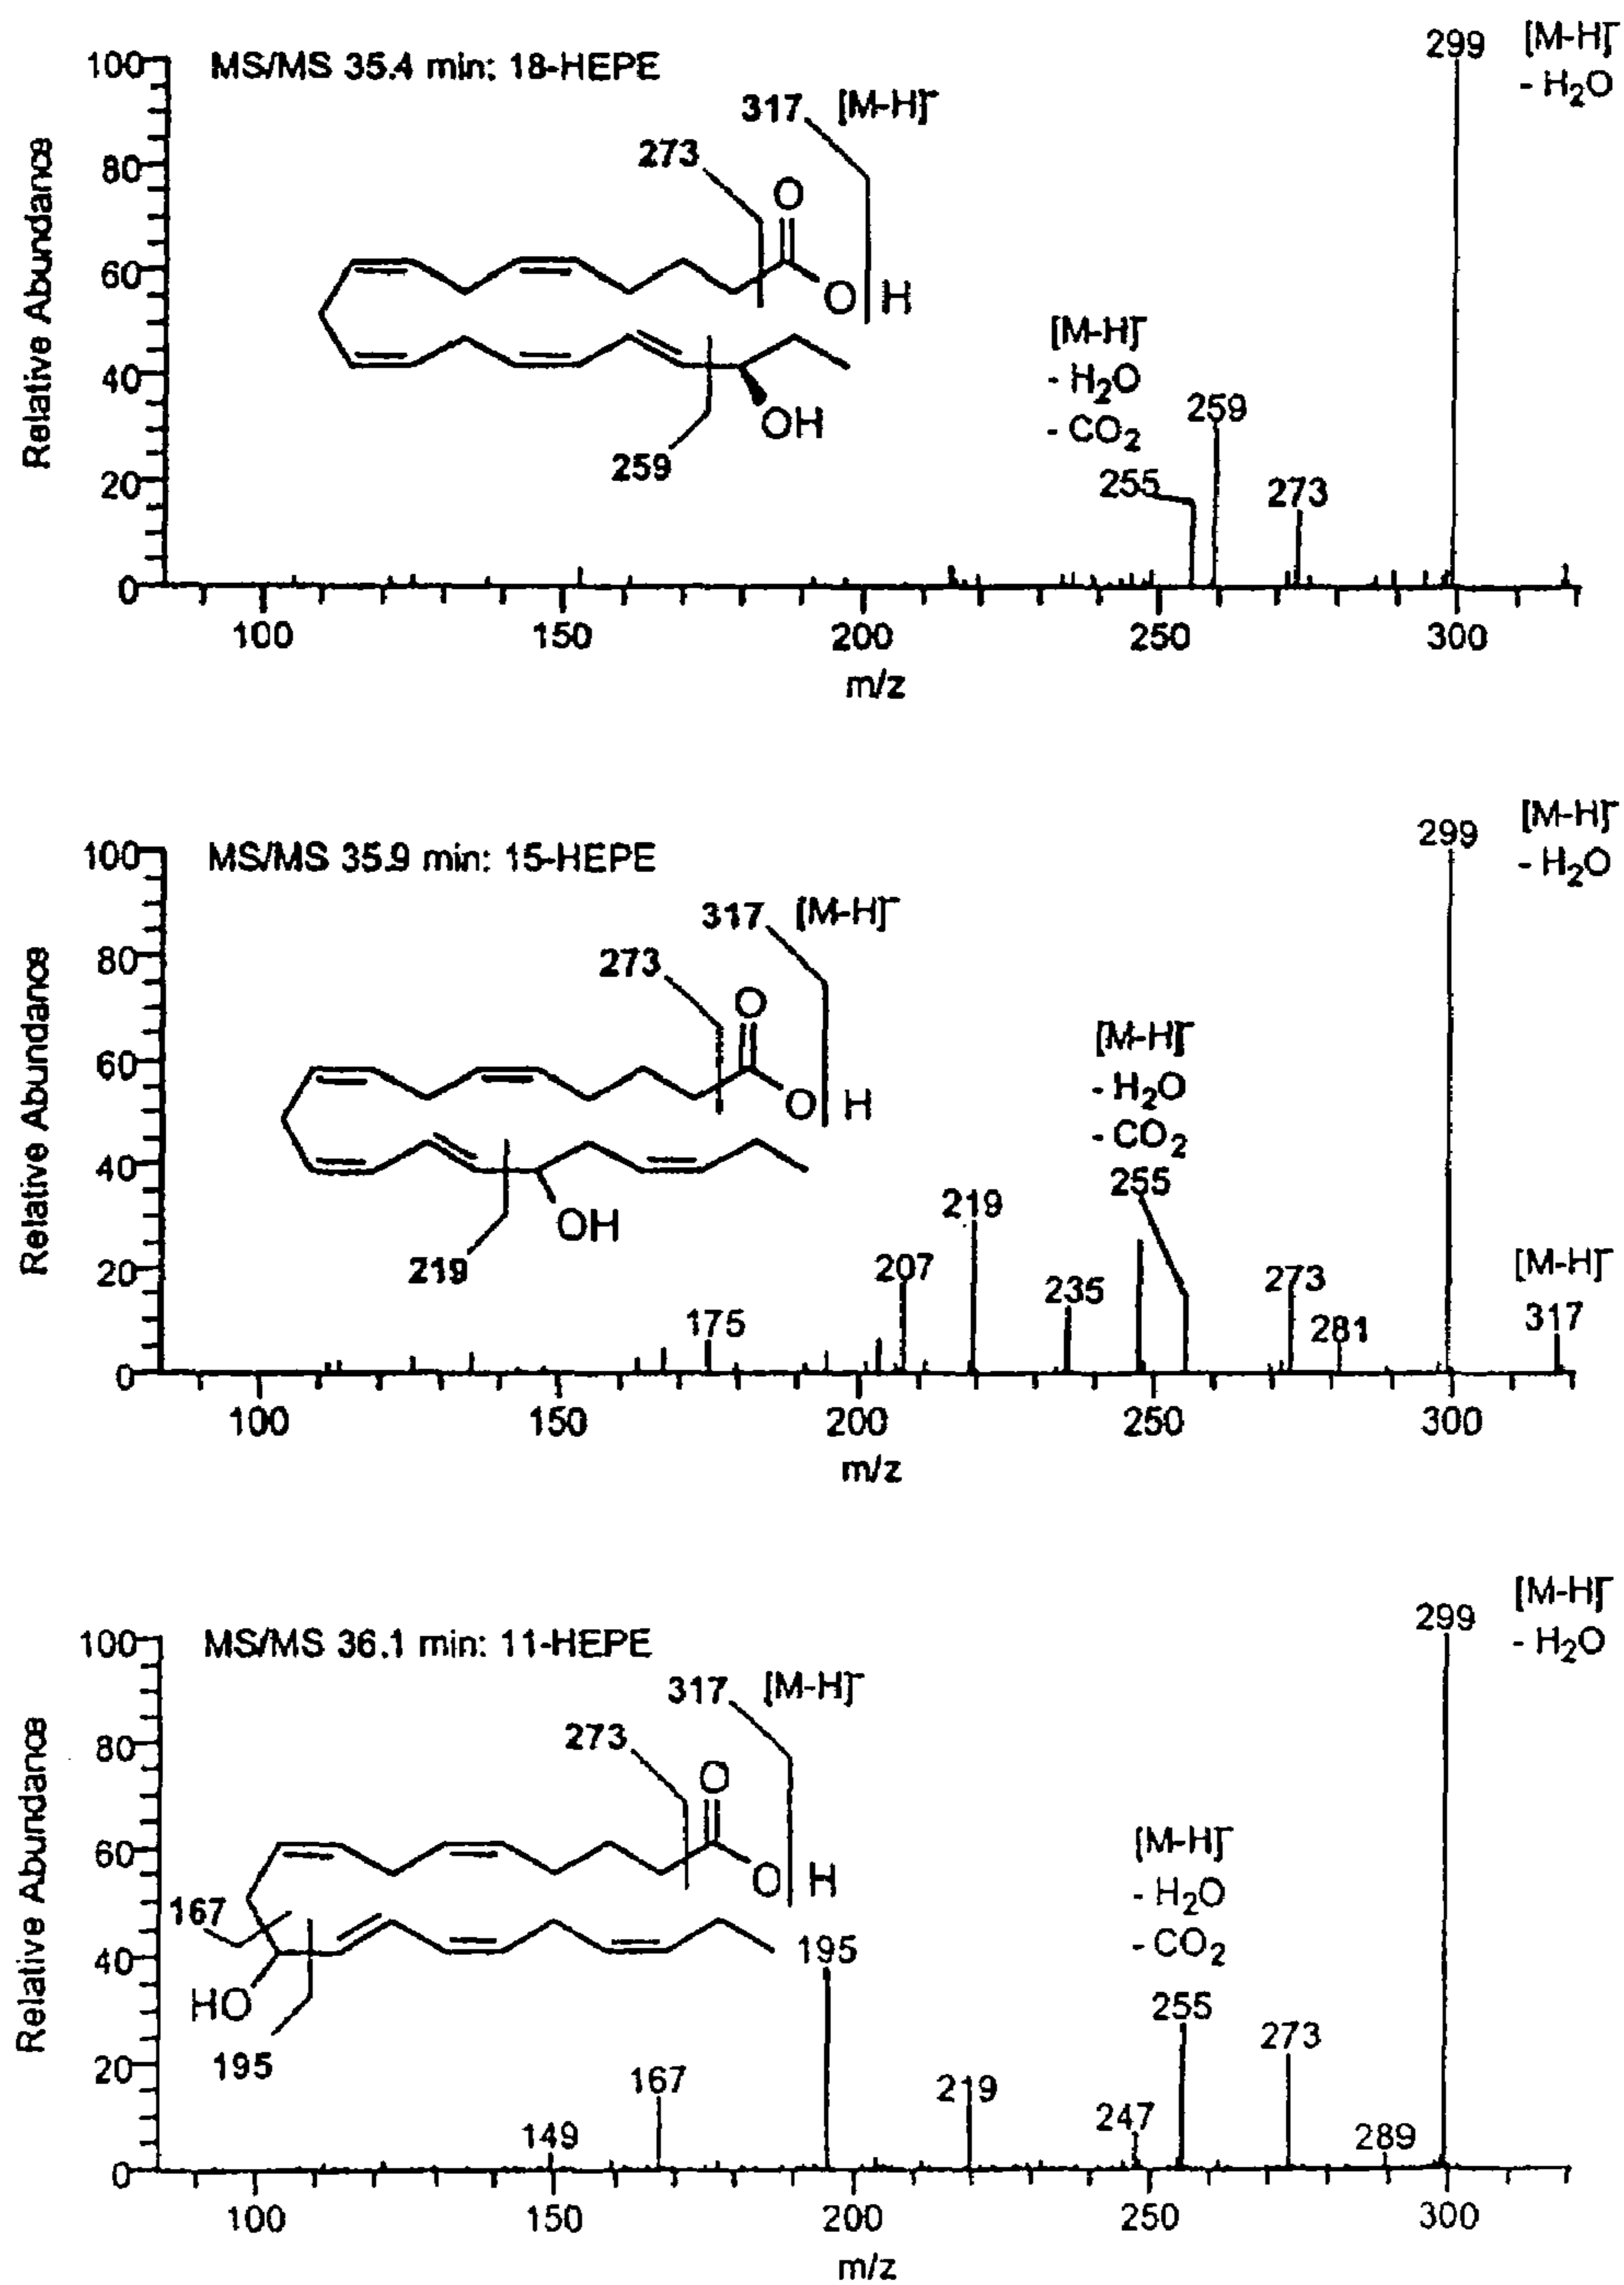 MS/MS 35.4 min: 18-HEPE
299 [M-H]⁻
- H₂O
317 [M-H]⁻
273
O
O H
OH
259
[M-H]⁻
- H₂O
- CO₂
255
259
273
Relative Abundance
100
80
60
40
20
0
100 150 200 250 300
m/z
MS/MS 35.9 min: 15-HEPE
299 [M-H]⁻
- H₂O
317 [M-H]⁻
273
O
O H
OH
219
[M-H]⁻
- H₂O
- CO₂
255
175
207
219
235
273
281
[M-H]⁻
317
Relative Abundance
100
80
60
40
20
0
100 150 200 250 300
m/z
MS/MS 36.1 min: 11-HEPE
299 [M-H]⁻
- H₂O
317 [M-H]⁻
273
O
O H
167
HO
195
[M-H]⁻
- H₂O
- CO₂
255
149
167
195
219
247
273
289
Relative Abundance
100
80
60
40
20
0
100 150 200 250 300
m/z